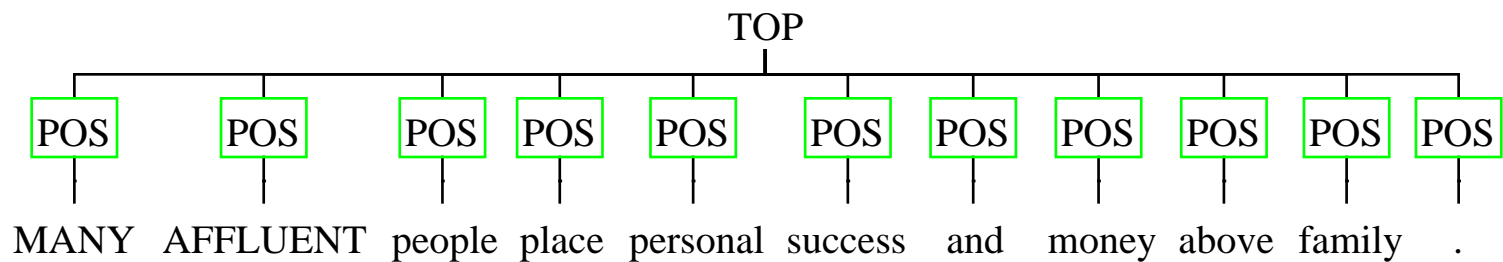 TOP
POS POS POS POS POS POS POS POS POS POS POS
MANY AFFLUENT people place personal success and money above family .